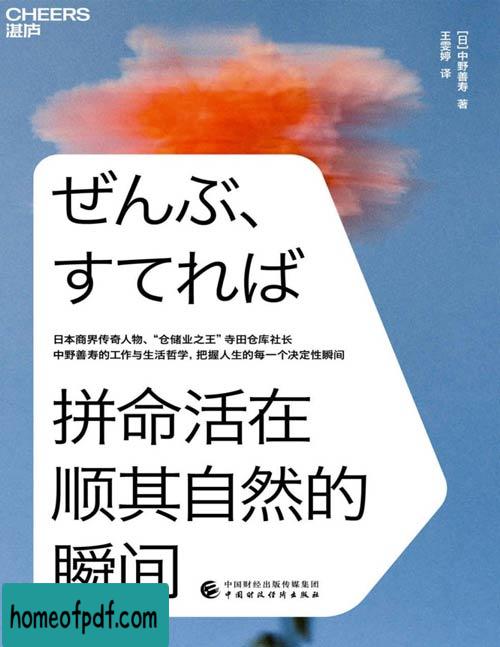 CHEERS
湛庐
[日]中野善寿 著
王雯婷 译
ぜんぶ、
すてれば
日本商界传奇人物、“仓储业之王”寺田仓库社长
中野善寿的工作与生活哲学,把握人生的每一个决定性瞬间
拼命活在
顺其自然的
瞬间
中国财经出版传媒集团
中国财政经济出版社
homeofpdf.com